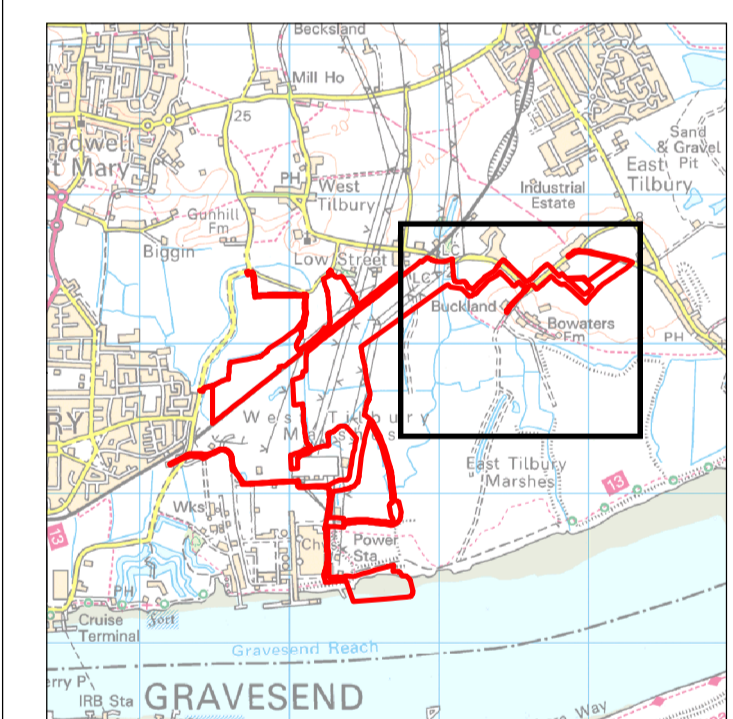 Becksland
LC
Mill Ho
25
hadwell
St Mary
Sand
& Gravel
Pit
East
Tilbury
PH
West
Tilbury
Industrial
Estate
Gunhill
Fm
8
Biggin
Low Street
LC
LC
Buckland
Bowaters
Fm
PH
RY
West Tilbury
Marshes
East Tilbury
Marshes
13
Wks
13
Power
Sta
PH
Cruise
Terminal
Fort
Gravesend Reach
erry P
IRB Sta
GRAVESEND
Way